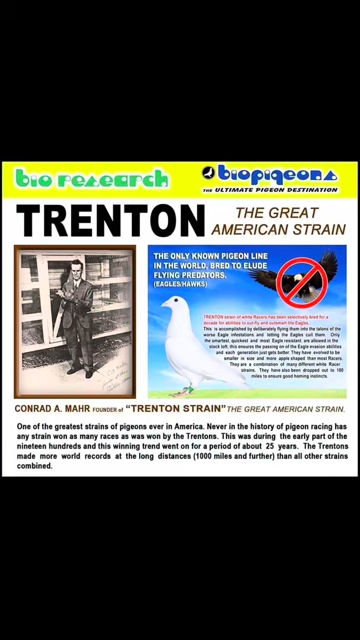 bio research
biopigeons
THE ULTIMATE PIGEON DESTINATION
TRENTON
THE GREAT
AMERICAN STRAIN
THE ONLY KNOWN PIGEON LINE
IN THE WORLD, BRED TO ELUDE
FLYING PREDATORS.
(EAGLES/HAWKS)
TRENTON strain of white Racers has been selectively bred for a
decade for abilities to out-fly, and outsmart the Eagles.
This is accomplished by deliberately flying them into the talons of the
worse Eagle infestations and letting the Eagles cull them. Only
the smartest, quickest and most Eagle resistant are allowed in the
stock loft, this ensures the passing on of the Eagle evasion abilities
and each generation just gets better. They have evolved to be
smaller in size and more apple shaped than most Racers.
They are a combination of many different white Racer
strains. They have also been dropped out to 100
miles to ensure good homing instincts.
CONRAD A. MAHR FOUNDER of "TRENTON STRAIN" THE GREAT AMERICAN STRAIN.
One of the greatest strains of pigeons ever in America. Never in the history of pigeon racing has
any strain won as many races as was won by the Trentons. This was during the early part of the
nineteen hundreds and this winning trend went on for a period of about 25 years. The Trentons
made more world records at the long distances (1000 miles and further) than all other strains
combined.